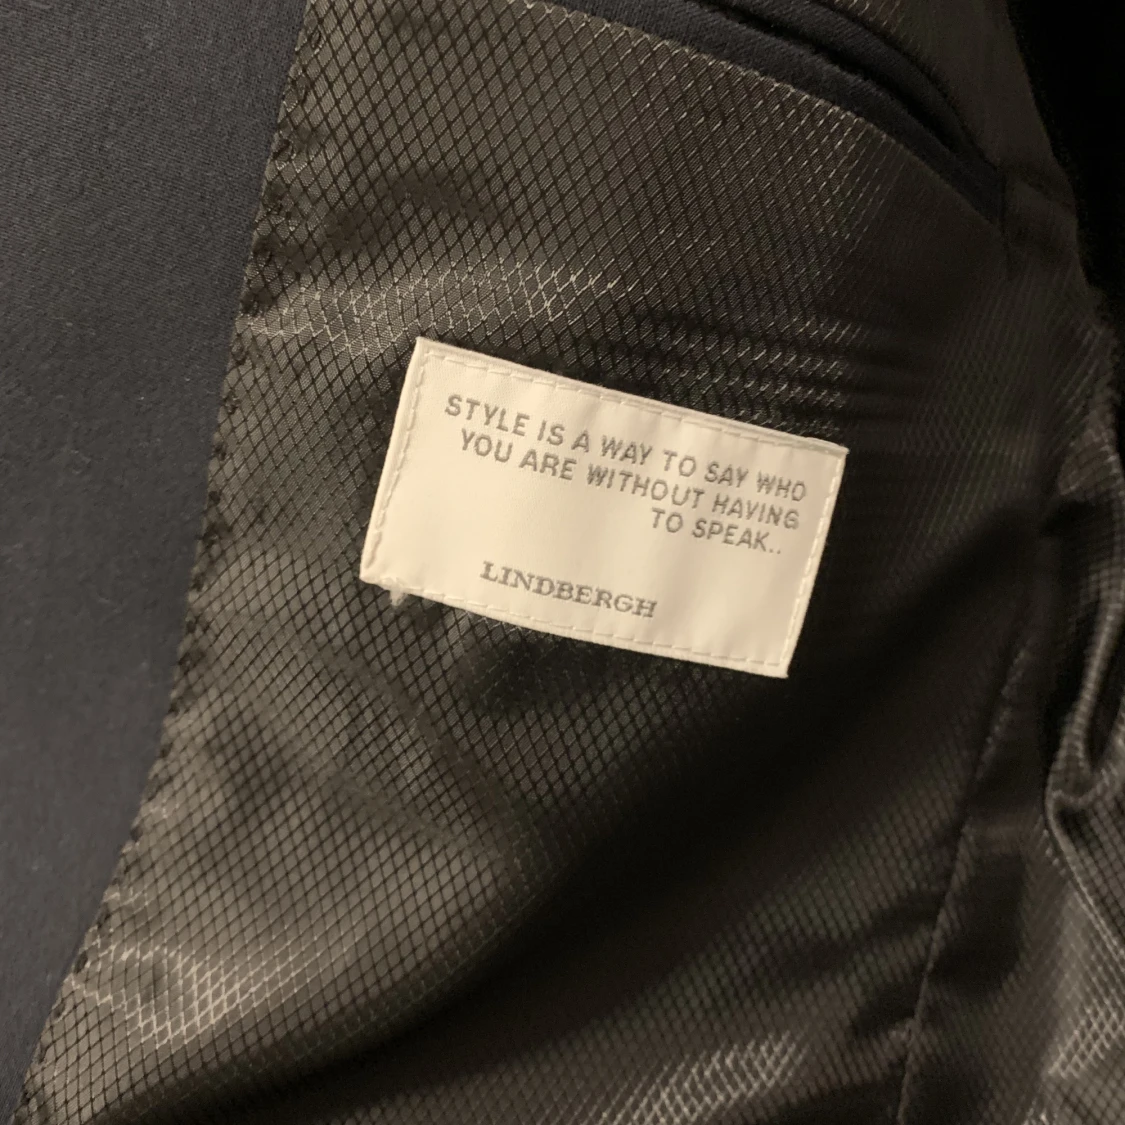 STYLE IS A WAY TO SAY WHO
YOU ARE WITHOUT HAVING
TO SPEAK..
LINDBERGH